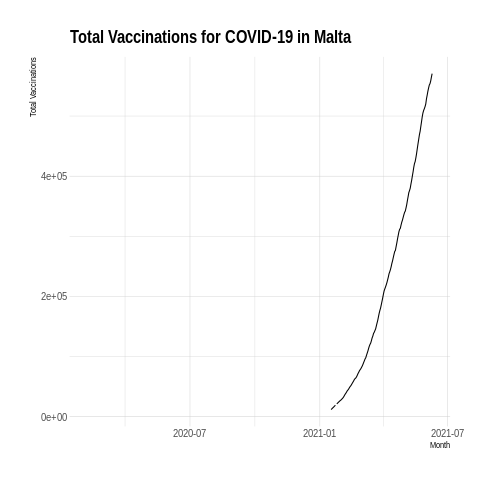 Total Vaccinations for COVID-19 in Malta
Total Vaccinations
4e+05
2e+05
0e+00
2020-07
2021-01
2021-07
Month